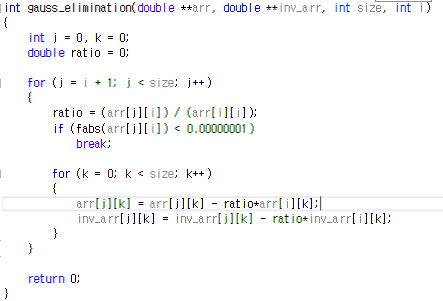 int gauss_elimination(double **arr, double **inv_arr, int size, int i)
{
    int j = 0, k = 0;
    double ratio = 0;

    for (j = i + 1; j < size; j++)
    {
        ratio = (arr[j][i]) / (arr[i][i]);
        if (fabs(arr[j][i]) < 0.00000001)
            break;

        for (k = 0; k < size; k++)
        {
            arr[j][k] = arr[j][k] - ratio*arr[i][k];
            inv_arr[j][k] = inv_arr[j][k] - ratio*inv_arr[i][k];
        }
    }

    return 0;
}